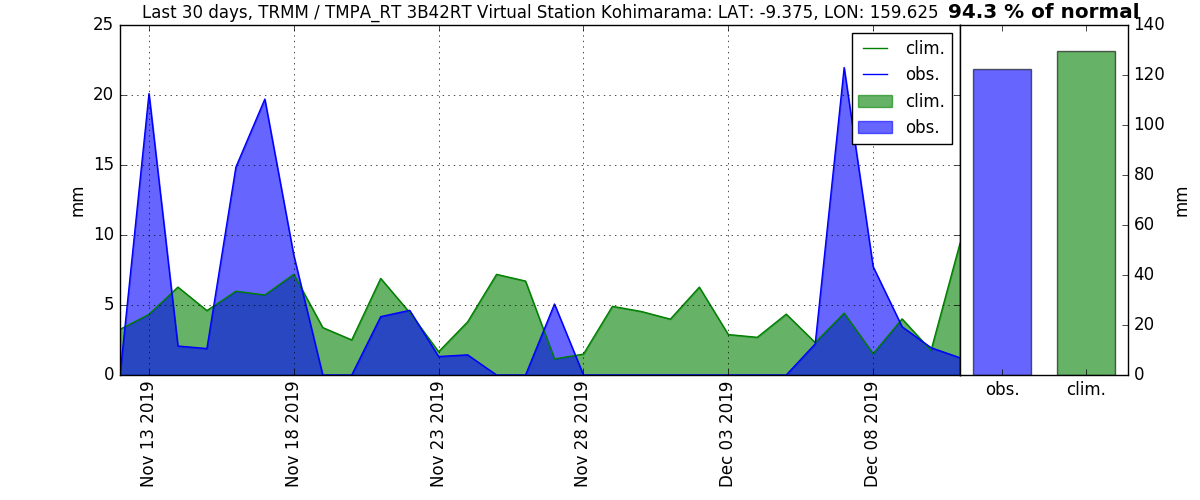 Last 30 days, TRMM / TMPA_RT 3B42RT Virtual Station Kohimarama: LAT: -9.375, LON: 159.625 94.3 % of normal
25
20
15
10
5
0
mm
clim.
obs.
clim.
obs.
Nov 13 2019
Nov 18 2019
Nov 23 2019
Nov 28 2019
Dec 03 2019
Dec 08 2019
140
120
100
80
60
40
20
0
mm
obs.
clim.